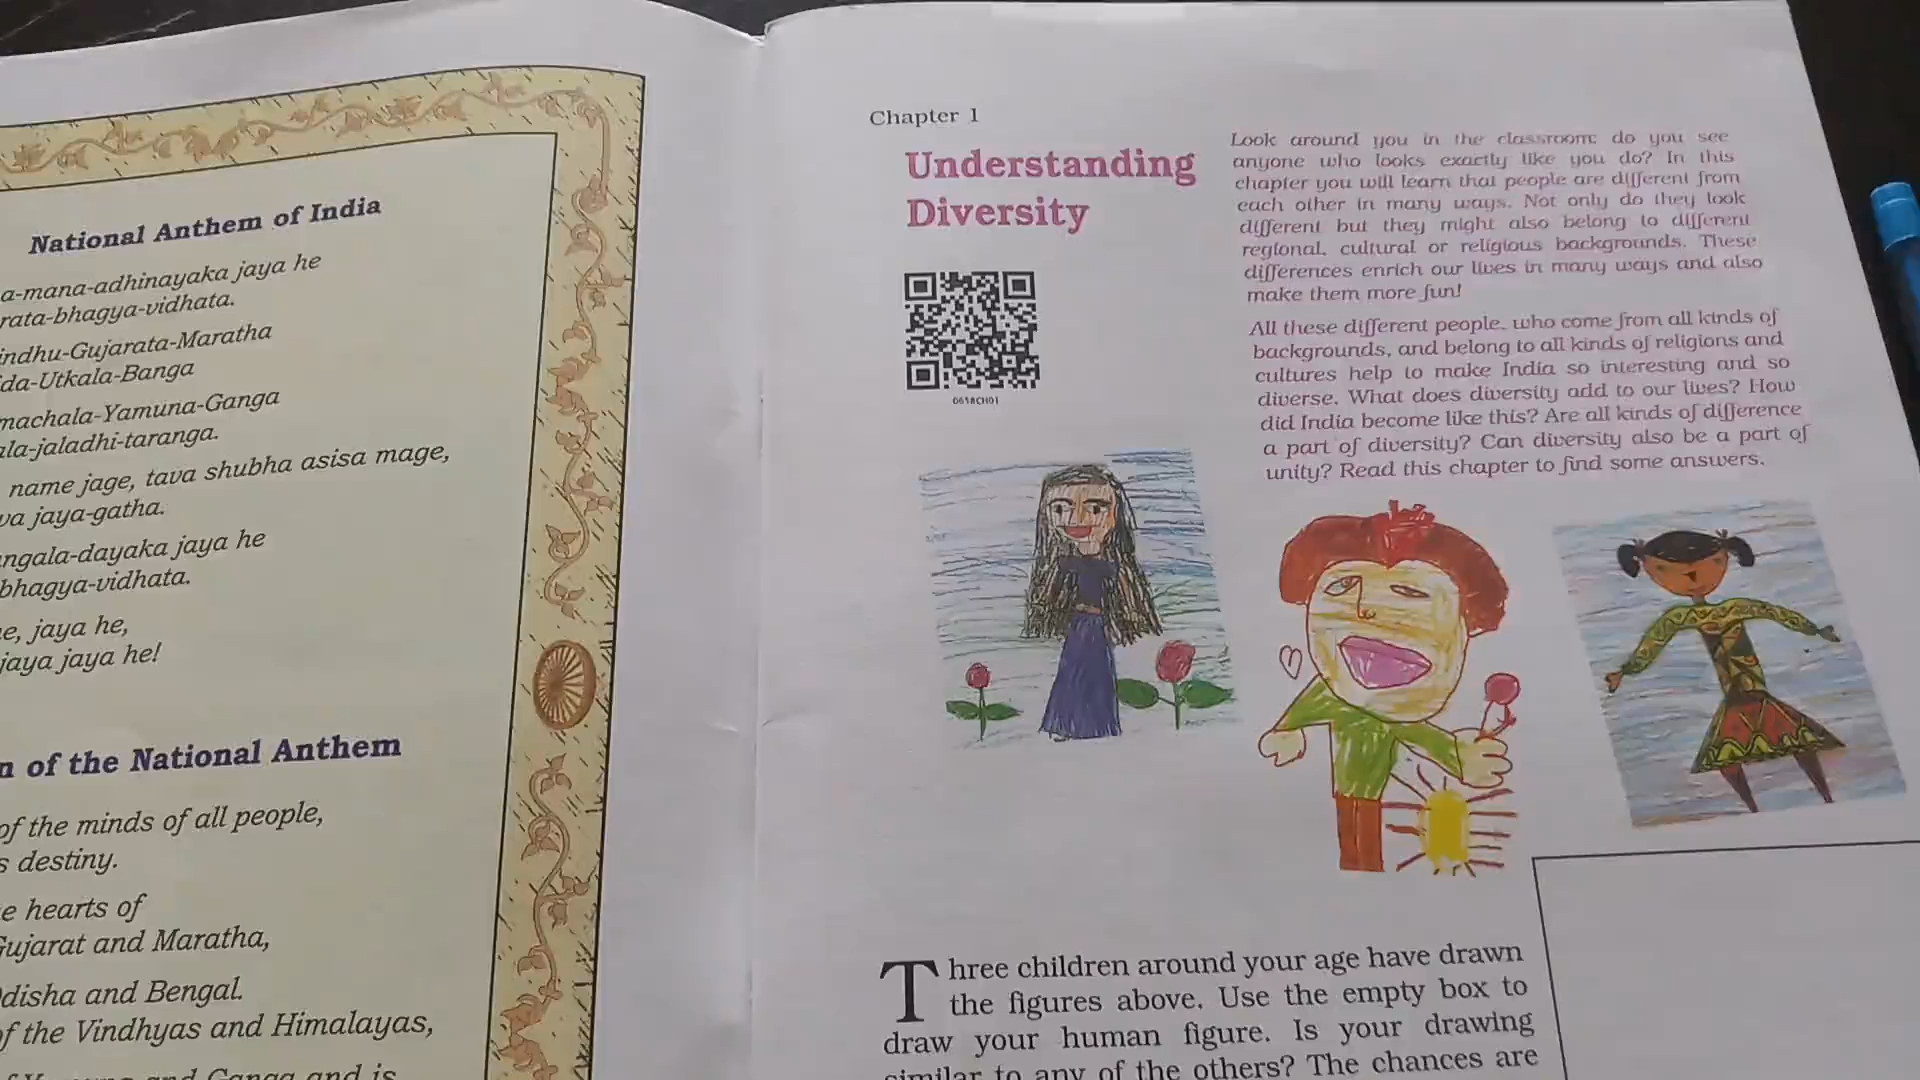 National Anthem of India
a-mana-adhinayaka jaya he
rata-bhagya-vidhata.
indhu-Gujarata-Maratha
da-Utkala-Banga
machala-Yamuna-Ganga
ala-jaladhi-taranga.
name jage, tava shubha asisa mage,
va jaya-gatha.
ngala-dayaka jaya he
bhagya-vidhata.
e, jaya he,
jaya jaya he!
n of the National Anthem
of the minds of all people,
s destiny.
e hearts of
Gujarat and Maratha,
disha and Bengal.
of the Vindhyas and Himalayas,
and Ganga and is
Chapter 1
Understanding
Diversity
0658CH01
Look around you in the classroom: do you see
anyone who looks exactly like you do? In this
chapter you will learn that people are different from
each other in many ways. Not only do they look
different but they might also belong to different
regional, cultural or religious backgrounds. These
differences enrich our lives in many ways and also
make them more fun!
All these different people, who come from all kinds of
backgrounds, and belong to all kinds of religions and
cultures help to make India so interesting and so
diverse. What does diversity add to our lives? How
did India become like this? Are all kinds of difference
a part of diversity? Can diversity also be a part of
unity? Read this chapter to find some answers.
Three children around your age have drawn
the figures above. Use the empty box to
draw your human figure. Is your drawing
similar to any of the others? The chances are